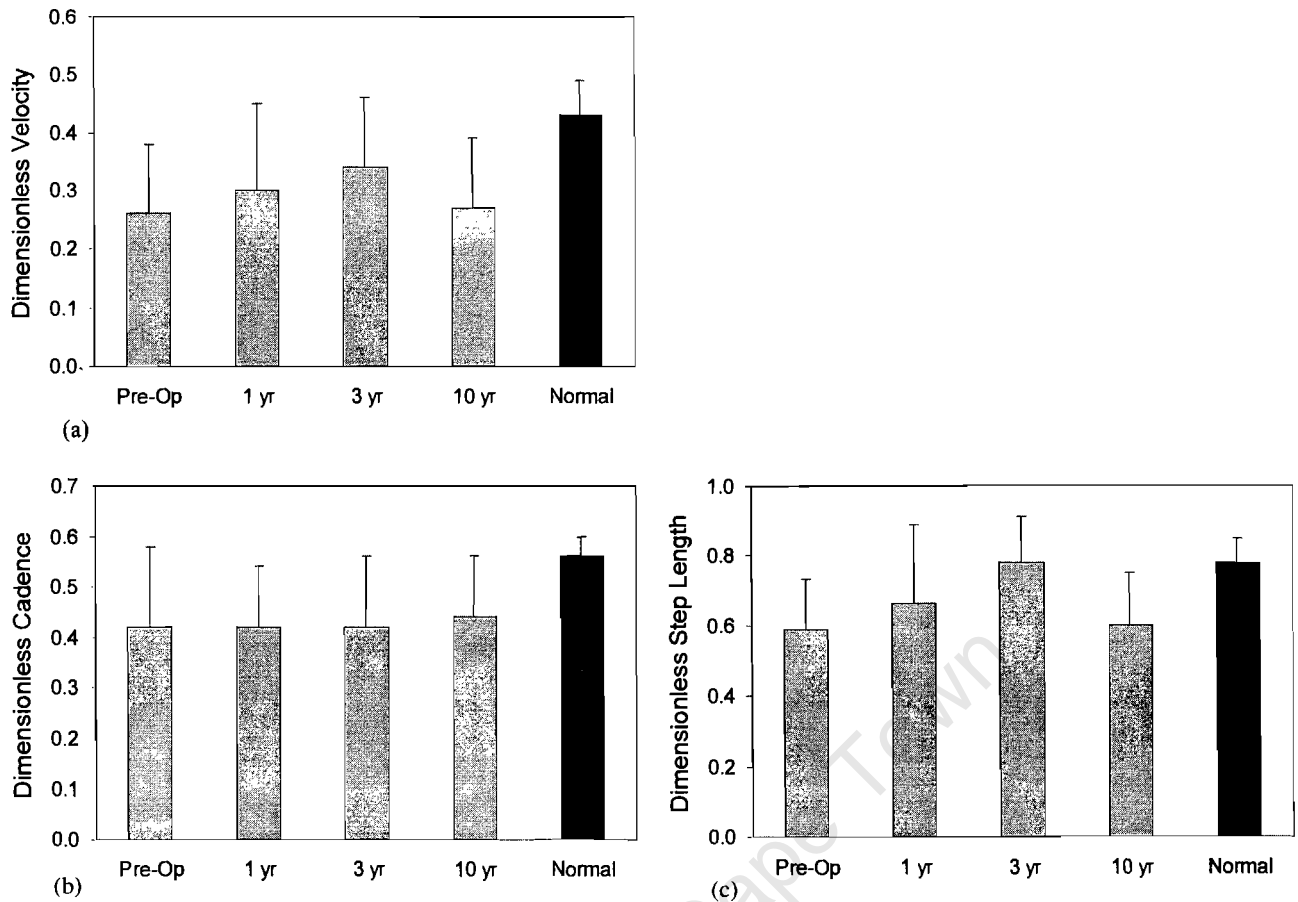 Dimensionless Velocity
0.6
0.5
0.4
0.3
0.2
0.1
0.0
Pre-Op 1 yr 3 yr 10 yr Normal
(a)
Dimensionless Cadence
0.7
0.6
0.5
0.4
0.3
0.2
0.1
0.0
Pre-Op 1 yr 3 yr 10 yr Normal
(b)
Dimensionless Step Length
1.0
0.8
0.6
0.4
0.2
0.0
Pre-Op 1 yr 3 yr 10 yr Normal
(c)
Cape Town